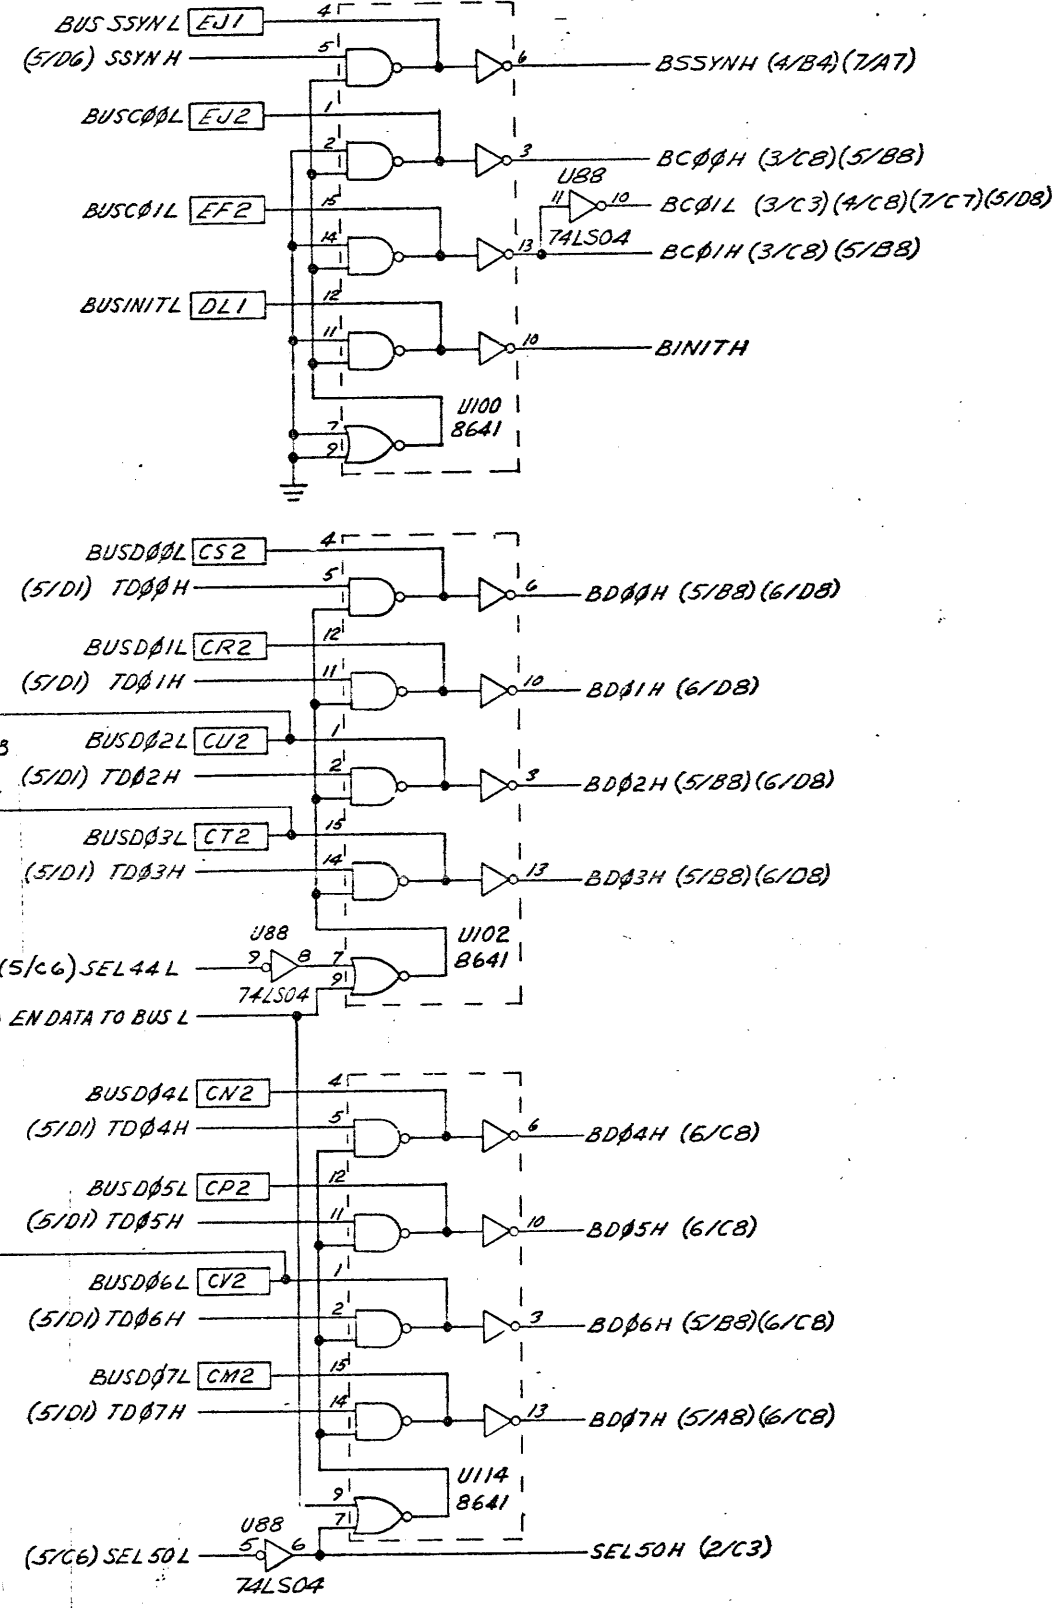 4
BUS SSYN L EJ1
5
(5/D6) SSYN H
6
BSSYNH (4/B4)(7/A7)
1
BUSCØØL EJ2
2
3
BCØØH (3/C8)(5/B8)
U88
11 10
BCØ1L (3/C3)(4/C8)(7/C7)(5/D8)
15
BUSCØ1L EF2
14
74LS04
13
BCØ1H (3/C8)(5/B8)
12
BUSINITL DL1
11
10
BINITH
U100
8641
7
9
4
BUSDØØL CS2
5
(5/D1) TDØØH
6
BDØØH (5/B8)(6/D8)
12
BUSDØ1L CR2
11
(5/D1) TDØ1H
10
BDØ1H (6/D8)
1
BUSDØ2L CU2
2
(5/D1) TDØ2H
3
BDØ2H (5/B8)(6/D8)
15
BUSDØ3L CT2
14
(5/D1) TDØ3H
13
BDØ3H (5/B8)(6/D8)
U88
U102
8641
(5/C6) SEL44L
9 8 7
9
74LS04
EN DATA TO BUS L
4
BUSDØ4L CN2
5
(5/D1) TDØ4H
6
BDØ4H (6/C8)
12
BUSDØ5L CP2
11
(5/D1) TDØ5H
10
BDØ5H (6/C8)
1
BUSDØ6L CV2
2
(5/D1) TDØ6H
3
BDØ6H (5/B8)(6/C8)
15
BUSDØ7L CM2
14
(5/D1) TDØ7H
13
BDØ7H (5/A8)(6/C8)
U114
8641
9
7
U88
(5/C6) SEL50L
5 6
SEL50H (2/C3)
74LS04